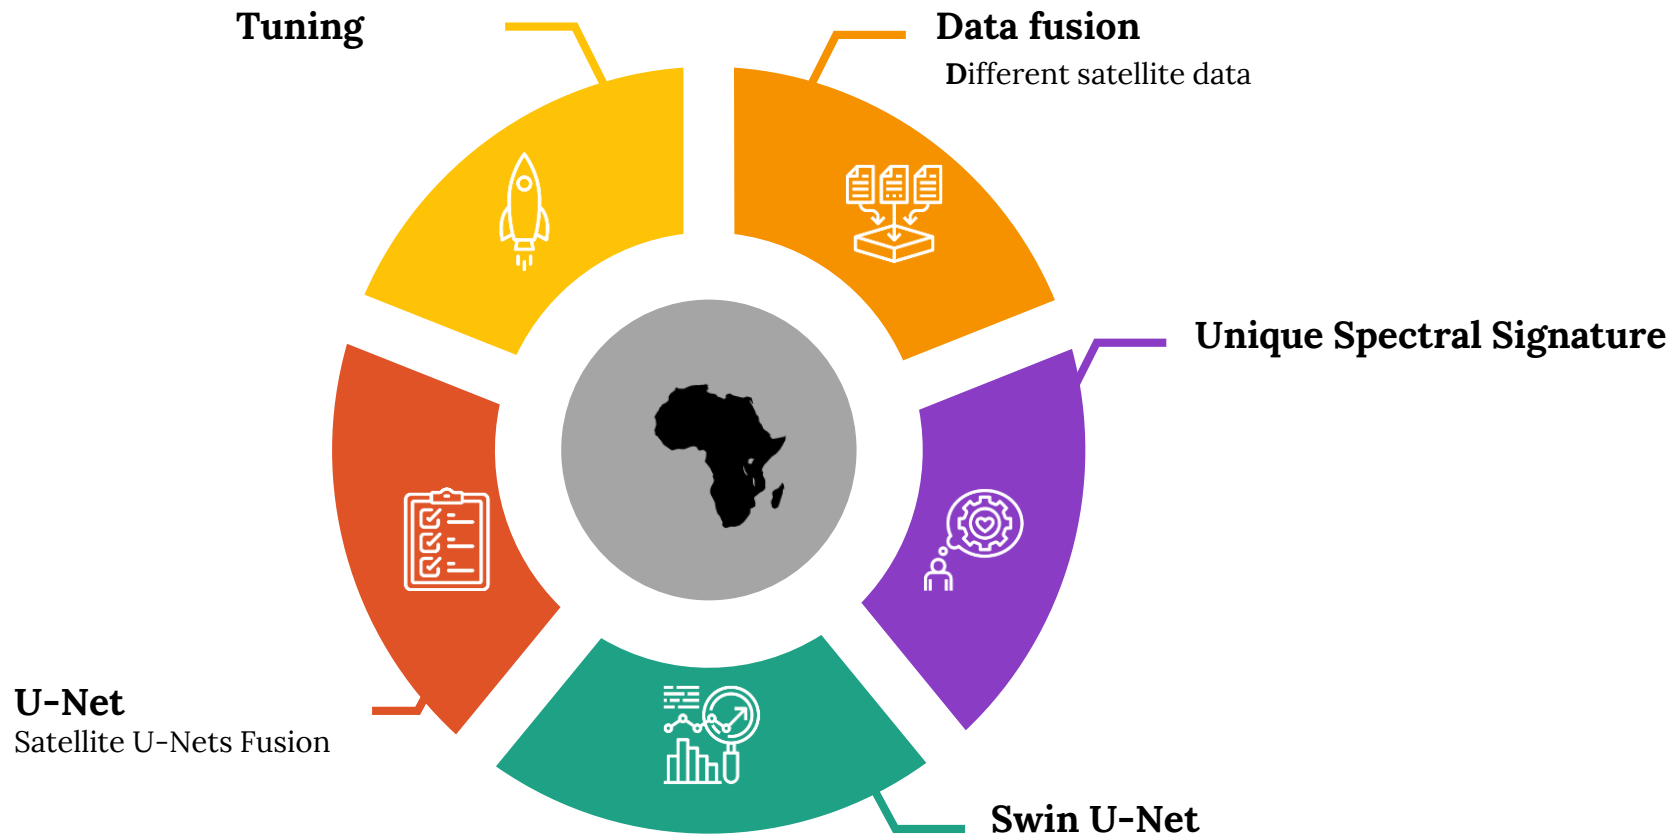 Tuning
Data fusion
Different satellite data
Unique Spectral Signature
U-Net
Satellite U-Nets Fusion
Swin U-Net